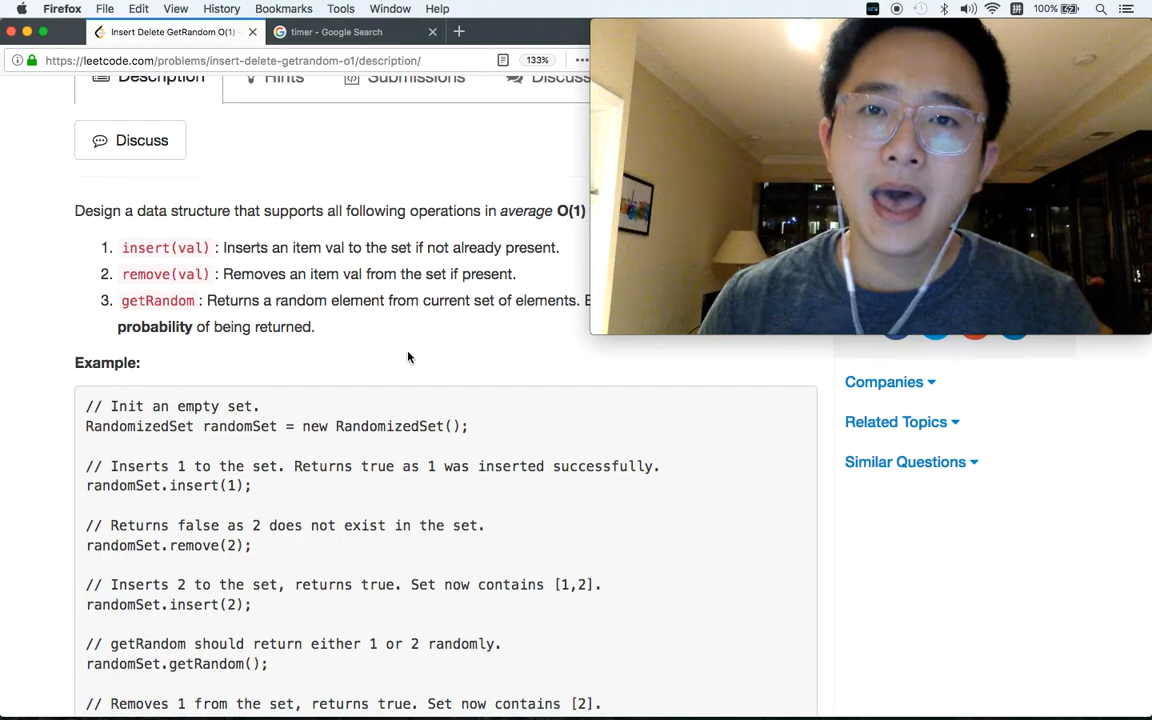 Firefox File Edit View History Bookmarks Tools Window Help 100%
Insert Delete GetRandom O(1) timer - Google Search
https://leetcode.com/problems/insert-delete-getrandom-o1/description/ 133%
Description Hints Submissions Discuss
Discuss
Design a data structure that supports all following operations in average O(1)
1. insert(val) : Inserts an item val to the set if not already present.
2. remove(val) : Removes an item val from the set if present.
3. getRandom : Returns a random element from current set of elements.
probability of being returned.
Example:
// Init an empty set.
RandomizedSet randomSet = new RandomizedSet();
// Inserts 1 to the set. Returns true as 1 was inserted successfully.
randomSet.insert(1);
// Returns false as 2 does not exist in the set.
randomSet.remove(2);
// Inserts 2 to the set, returns true. Set now contains [1,2].
randomSet.insert(2);
// getRandom should return either 1 or 2 randomly.
randomSet.getRandom();
// Removes 1 from the set, returns true. Set now contains [2].
Companies
Related Topics
Similar Questions